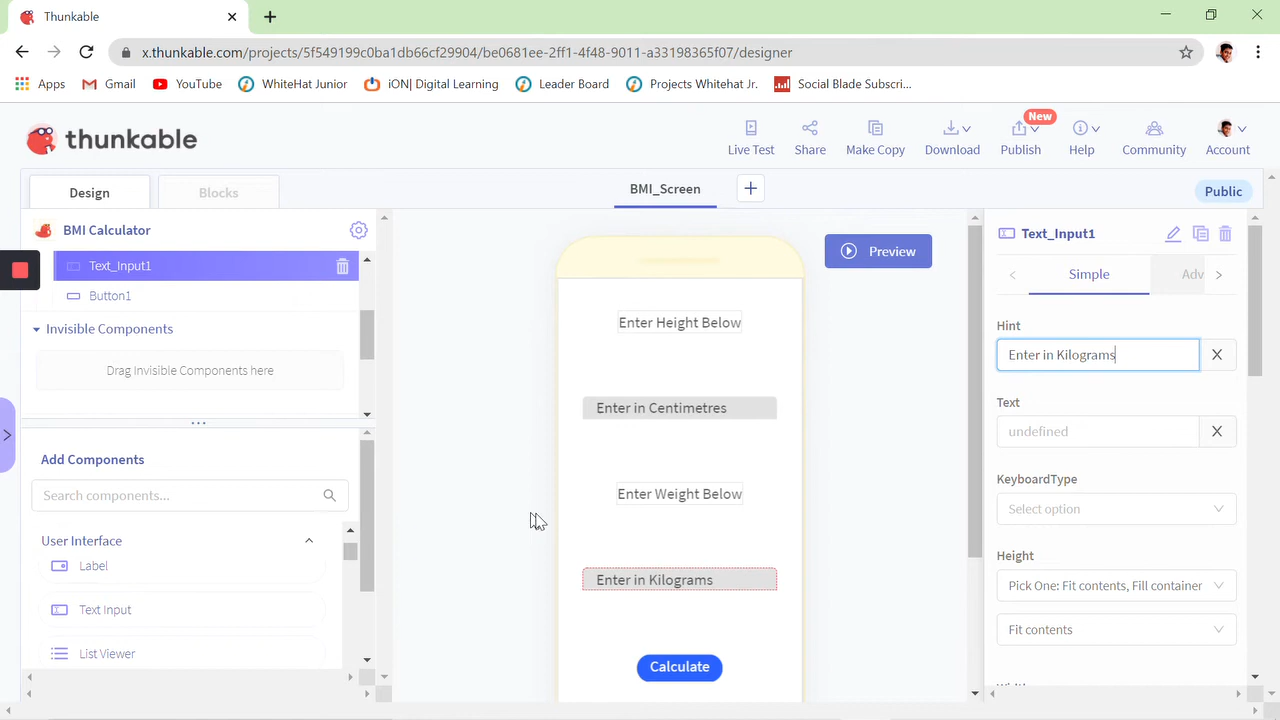 Thunkable
x.thunkable.com/projects/5f549199c0ba1db66cf29904/be0681ee-2ff1-4f48-9011-a33198365f07/designer
Apps Gmail YouTube WhiteHat Junior iON| Digital Learning Leader Board Projects Whitehat Jr. Social Blade Subscri...
thunkable
New
Live Test Share Make Copy Download Publish Help Community Account
Design Blocks BMI_Screen Public
BMI Calculator
Text_Input1
Button1
Invisible Components
Drag Invisible Components here
Add Components
Search components...
User Interface
Label
Text Input
List Viewer
Preview
Enter Height Below
Enter in Centimetres
Enter Weight Below
Enter in Kilograms
Calculate
Text_Input1
Simple Adv
Hint
Enter in Kilograms
Text
undefined
KeyboardType
Select option
Height
Pick One: Fit contents, Fill container
Fit contents